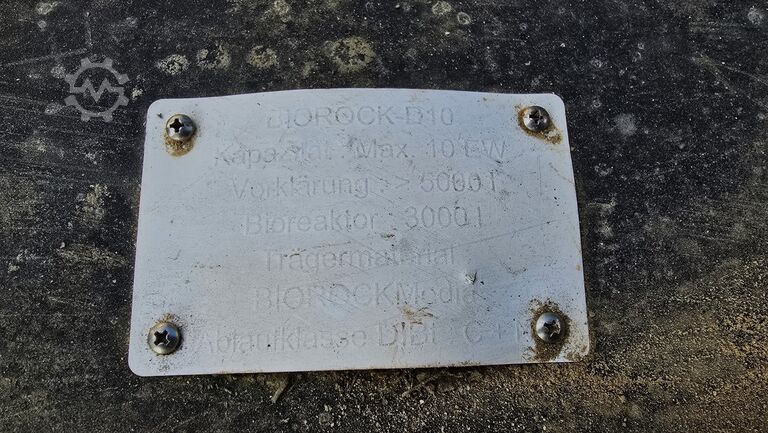 BIOROCK-D10
Kapazität : Max. 10 EW
Vorklärung >> 5000 l
Bioreaktor : 3000 l
Trägermaterial
BIOROCKMedia
Ablaufklasse DIBt : C +